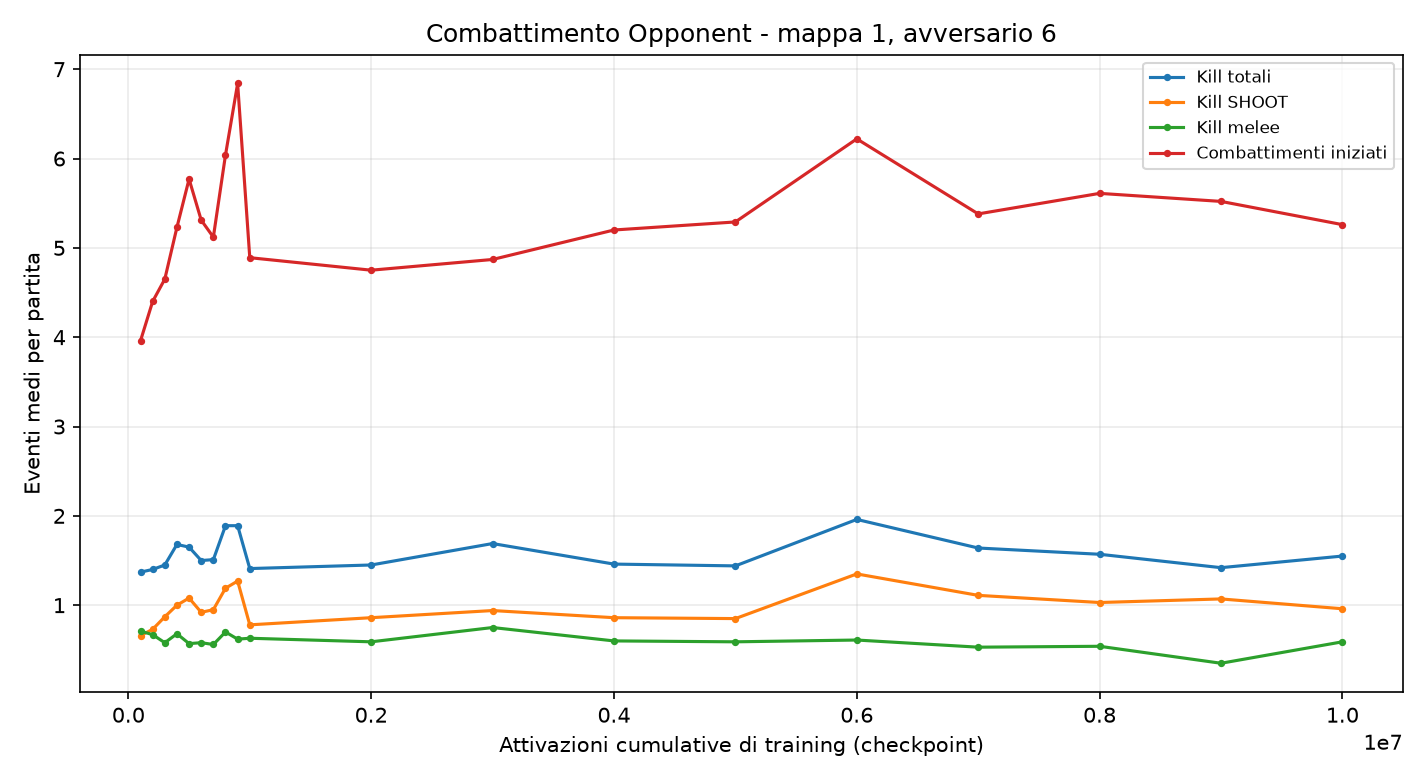 Combattimento Opponent - mappa 1, avversario 6
Kill totali
Kill SHOOT
Kill melee
Combattimenti iniziati
Eventi medi per partita
7
6
5
4
3
2
1
0.0
0.2
0.4
0.6
0.8
1.0
1e7
Attivazioni cumulative di training (checkpoint)